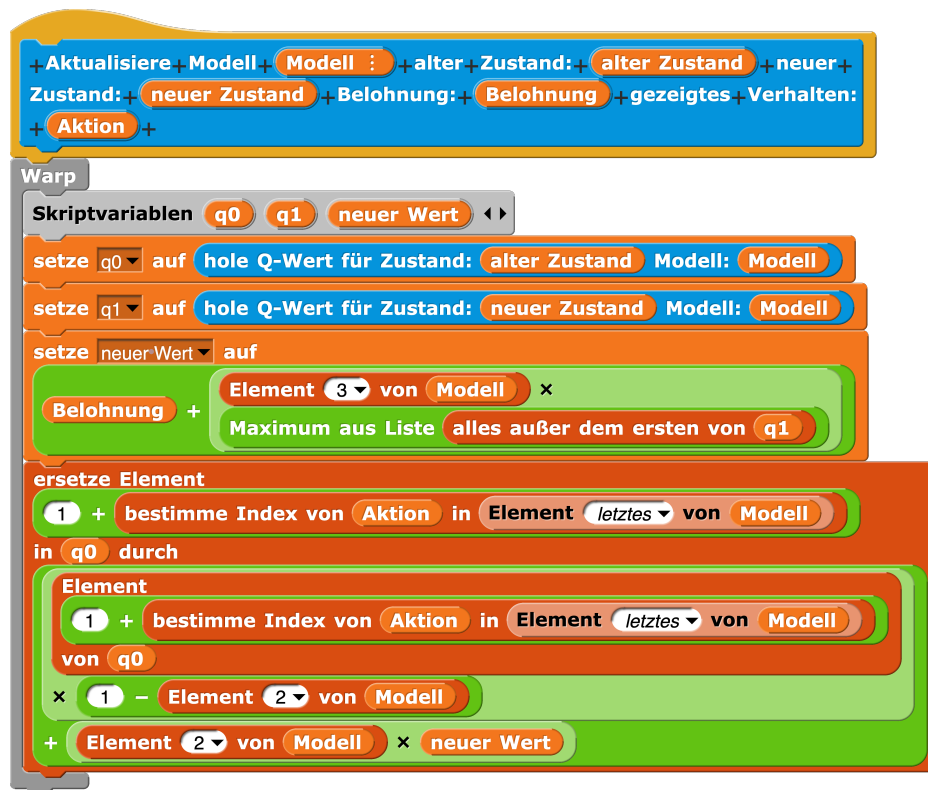 +Aktualisiere+Modell+ Modell ⋮ +alter+Zustand:+ alter Zustand +neuer+
Zustand:+ neuer Zustand +Belohnung:+ Belohnung +gezeigtes+Verhalten:
+ Aktion +
Warp
Skriptvariablen q0 q1 neuer Wert
setze q0 auf hole Q-Wert für Zustand: alter Zustand Modell: Modell
setze q1 auf hole Q-Wert für Zustand: neuer Zustand Modell: Modell
setze neuer Wert auf
Element 3 von Modell ×
Belohnung +
Maximum aus Liste alles außer dem ersten von q1
ersetze Element
1 + bestimme Index von Aktion in Element letztes von Modell
in q0 durch
Element
1 + bestimme Index von Aktion in Element letztes von Modell
von q0
× 1 - Element 2 von Modell
+ Element 2 von Modell × neuer Wert